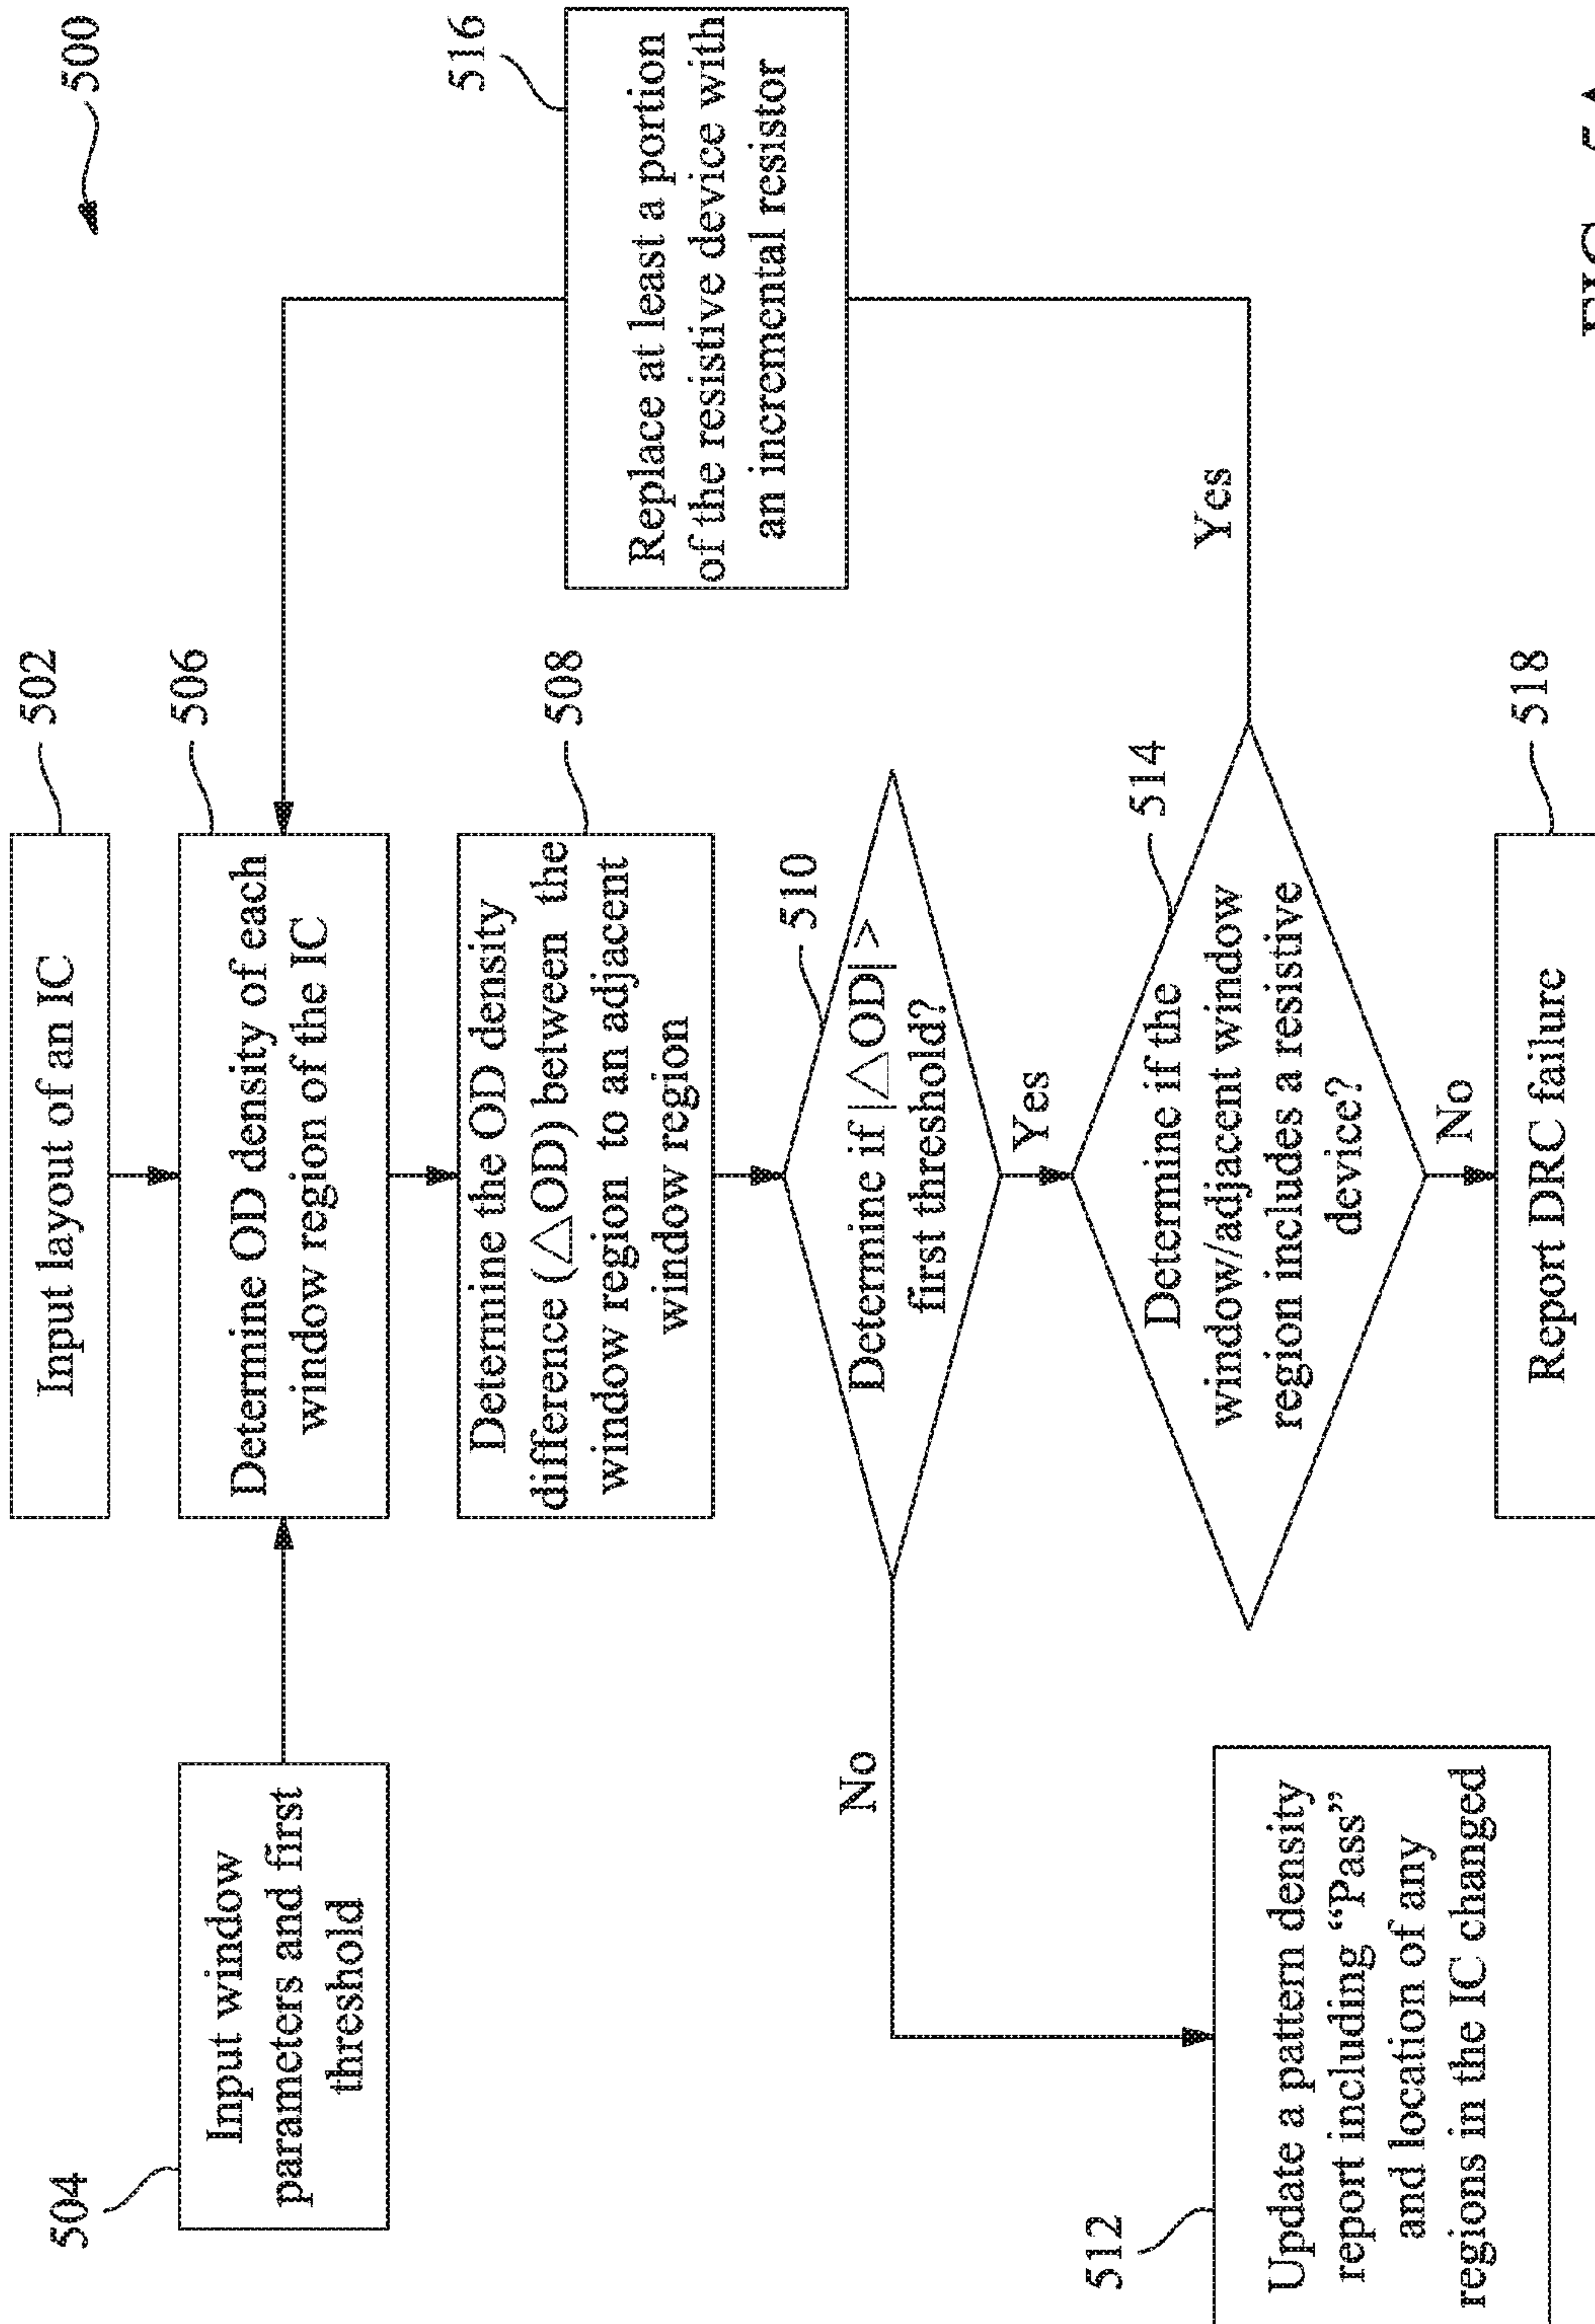 500
502
Input layout of an IC
504
Input window
parameters and first
threshold
506
Determine OD density of each
window region of the IC
508
Determine the OD density
difference (△OD) between the
window region to an adjacent
window region
510
Determine if |△OD| >
first threshold?
No
Yes
512
Update a pattern density
report including “Pass”
and location of any
regions in the IC changed
514
Determine if the
window/adjacent window
region includes a resistive
device?
Yes
No
516
Replace at least a portion
of the resistive device with
an incremental resistor
518
Report DRC failure